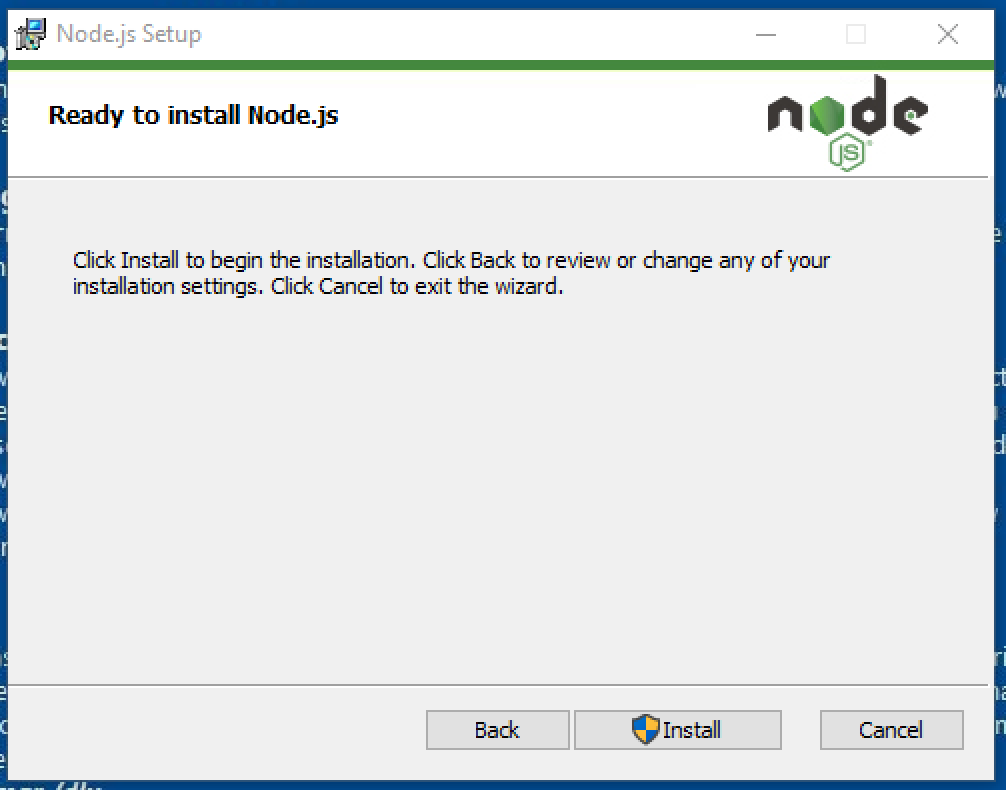 Node.js Setup
Ready to install Node.js
node
JS
Click Install to begin the installation. Click Back to review or change any of your
installation settings. Click Cancel to exit the wizard.
Back
Install
Cancel